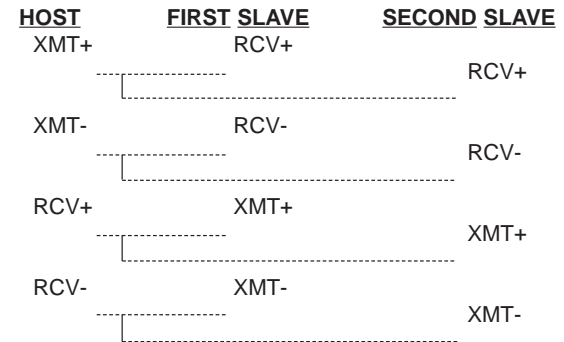 HOST FIRST SLAVE SECOND SLAVE
XMT+ RCV+
RCV+
XMT- RCV-
RCV-
RCV+ XMT+
XMT+
RCV- XMT-
XMT-